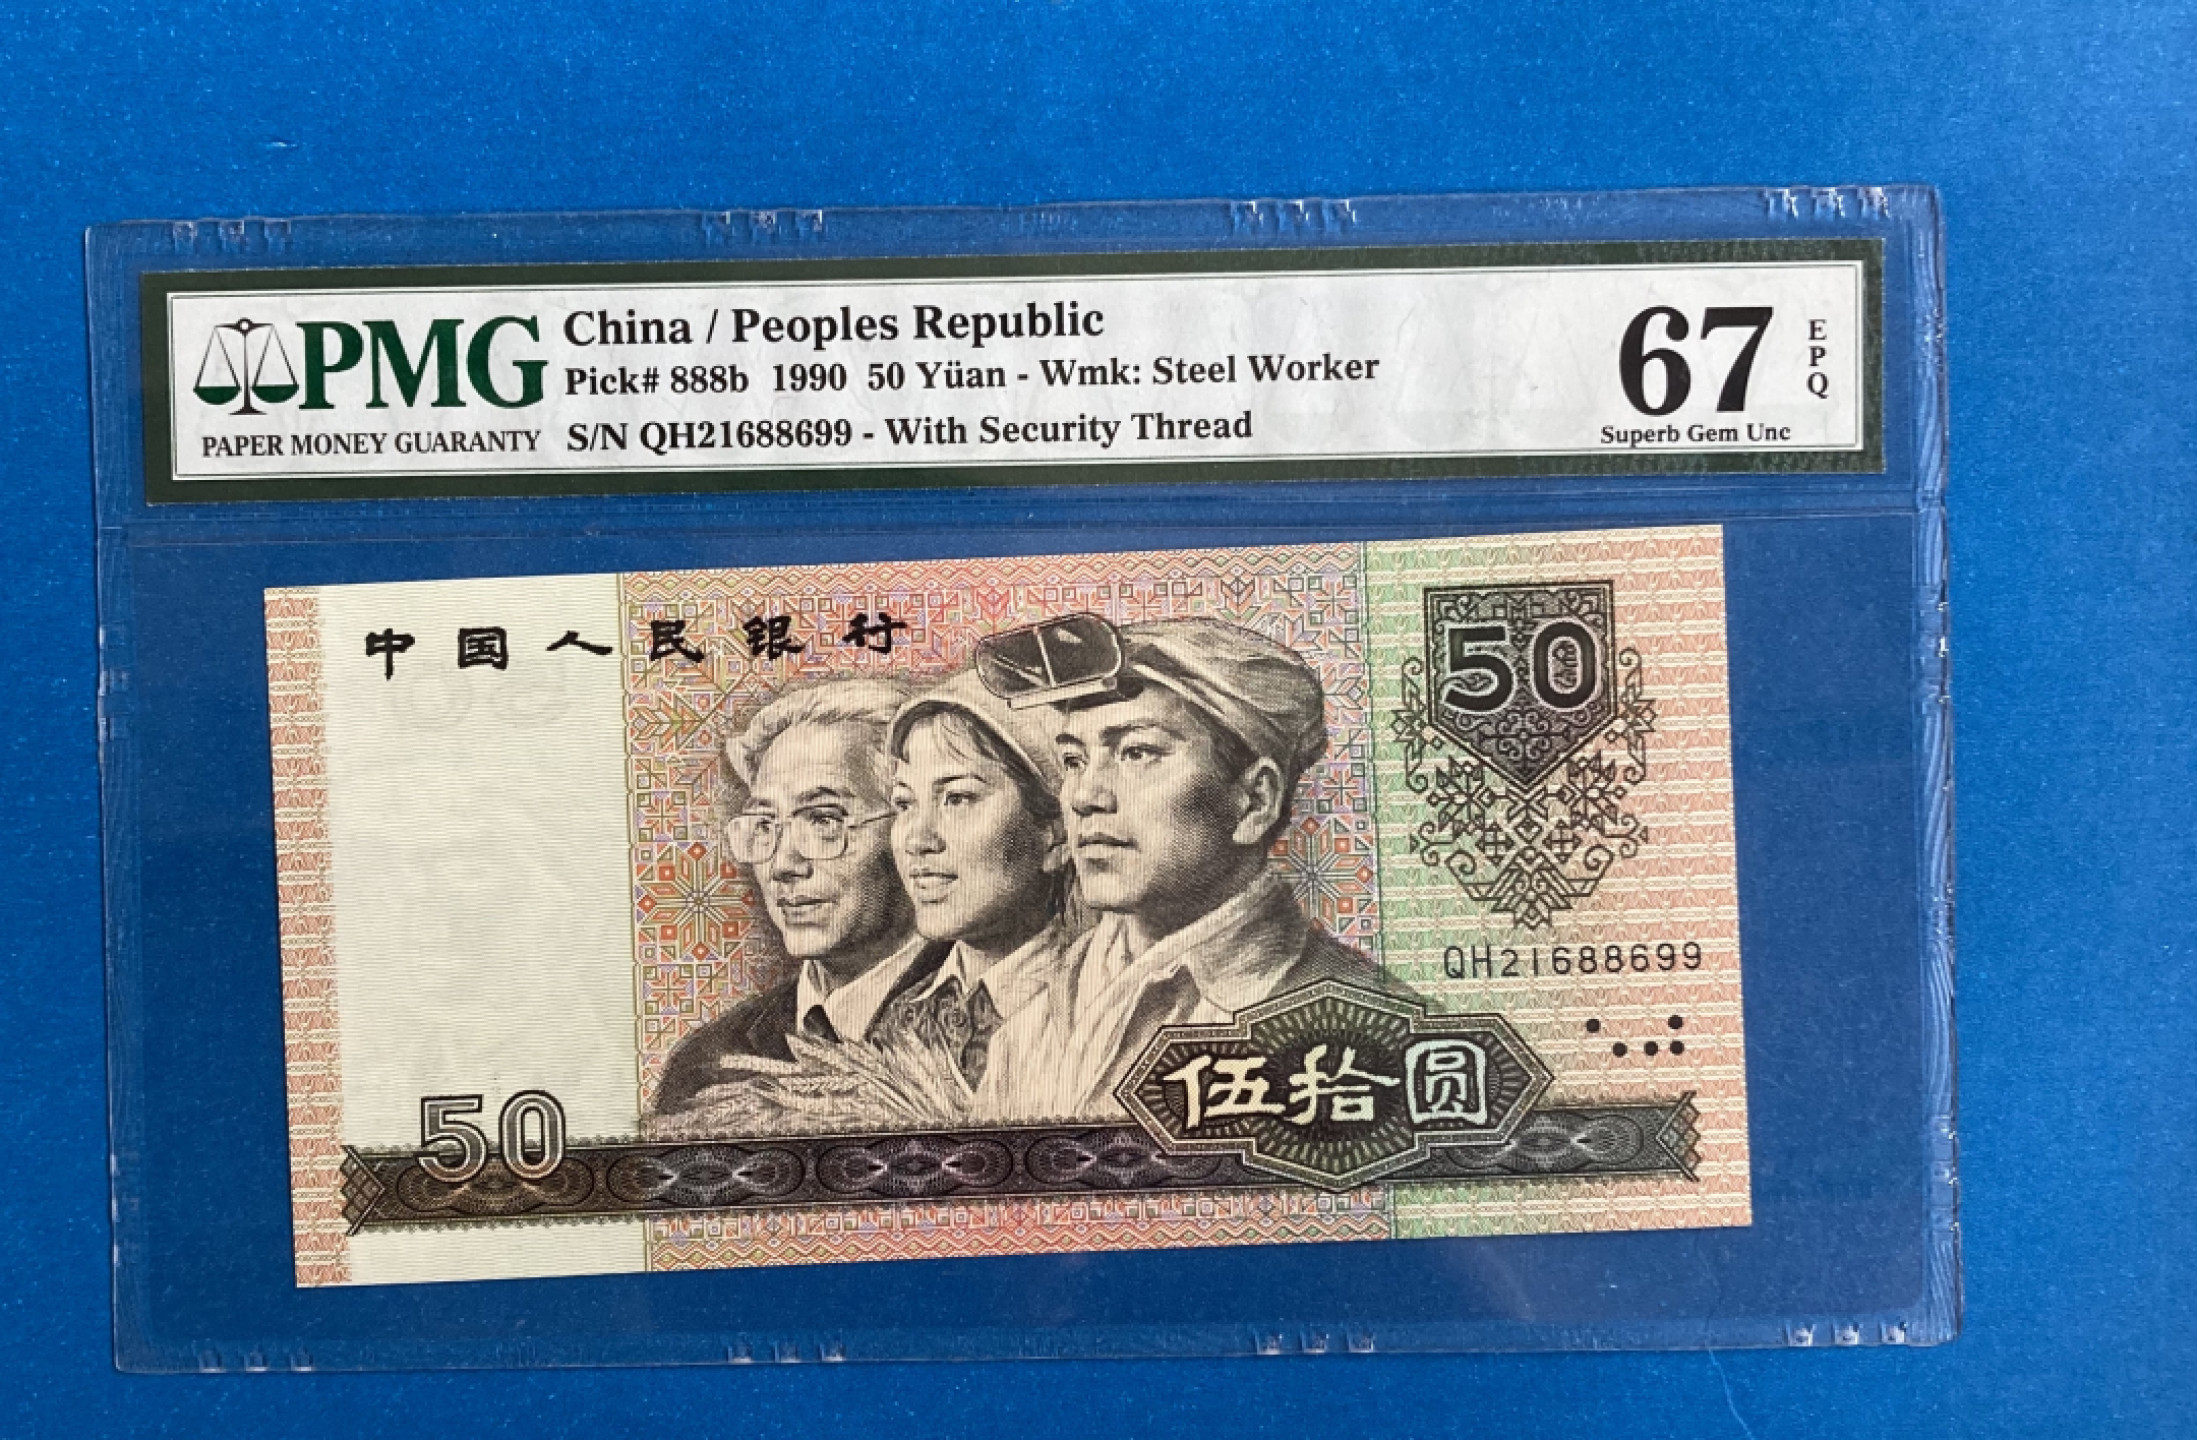 PMG
PAPER MONEY GUARANTY
China / Peoples Republic
Pick# 888b 1990 50 Yüan - Wmk: Steel Worker
S/N QH21688699 - With Security Thread
67
EPQ
Superb Gem Unc
中国人民银行
50
QH21688699
伍拾圆
50